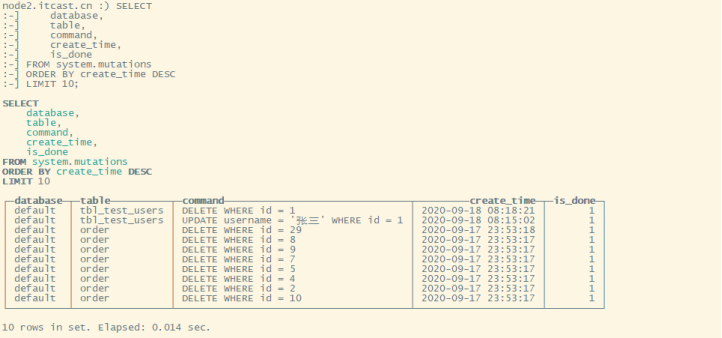 node2.itcast.cn :) SELECT
:-]     database,
:-]     table,
:-]     command,
:-]     create_time,
:-]     is_done
:-] FROM system.mutations
:-] ORDER BY create_time DESC
:-] LIMIT 10;
SELECT
    database,
    table,
    command,
    create_time,
    is_done
FROM system.mutations
ORDER BY create_time DESC
LIMIT 10
database table command create_time is_done
default tbl_test_users DELETE WHERE id = 1 2020-09-18 08:18:21 1
default tbl_test_users UPDATE username = '张三' WHERE id = 1 2020-09-18 08:15:02 1
default order DELETE WHERE id = 29 2020-09-17 23:53:18 1
default order DELETE WHERE id = 8 2020-09-17 23:53:17 1
default order DELETE WHERE id = 9 2020-09-17 23:53:17 1
default order DELETE WHERE id = 7 2020-09-17 23:53:17 1
default order DELETE WHERE id = 5 2020-09-17 23:53:17 1
default order DELETE WHERE id = 4 2020-09-17 23:53:17 1
default order DELETE WHERE id = 2 2020-09-17 23:53:17 1
default order DELETE WHERE id = 10 2020-09-17 23:53:17 1
10 rows in set. Elapsed: 0.014 sec.